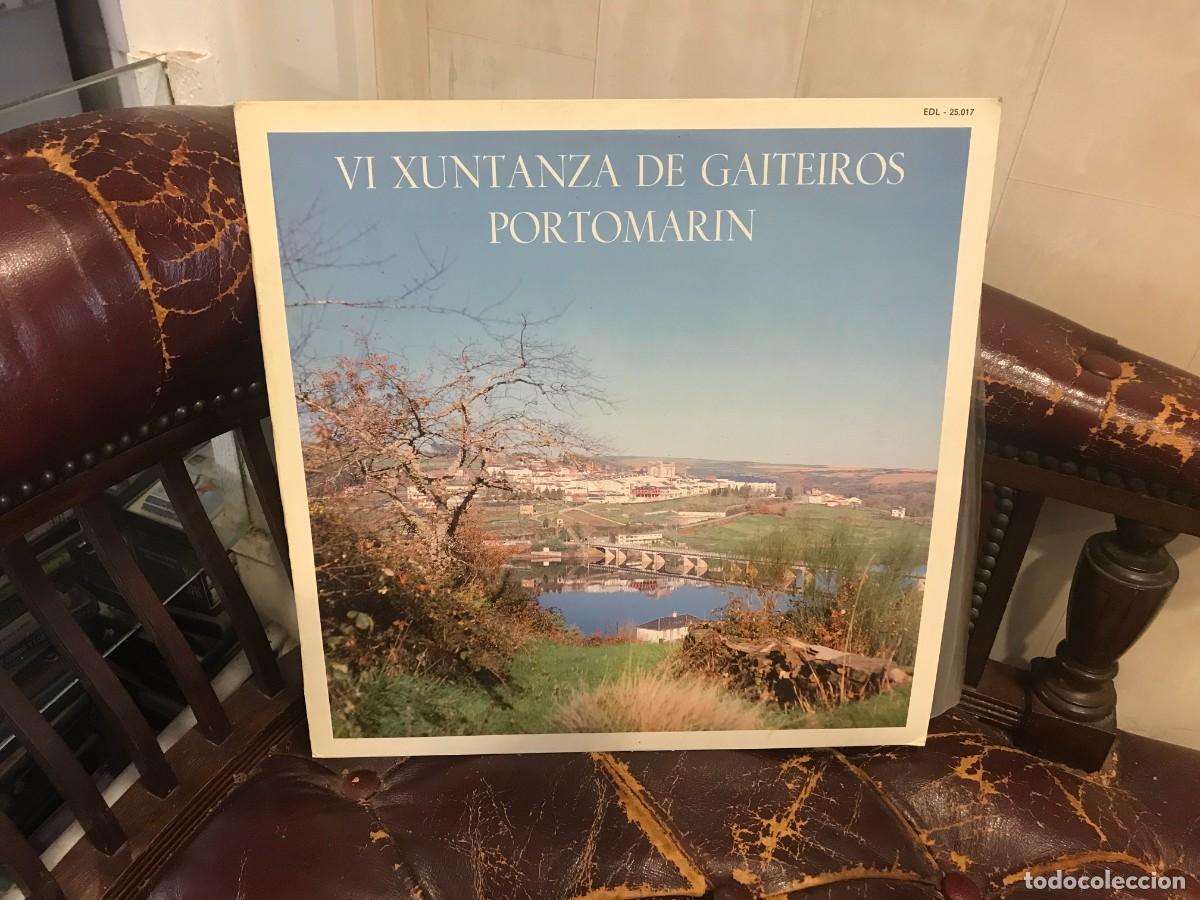 EDL - 25.017
VI XUNTANZA DE GAITEIROS
PORTOMARIN
todocoleccion